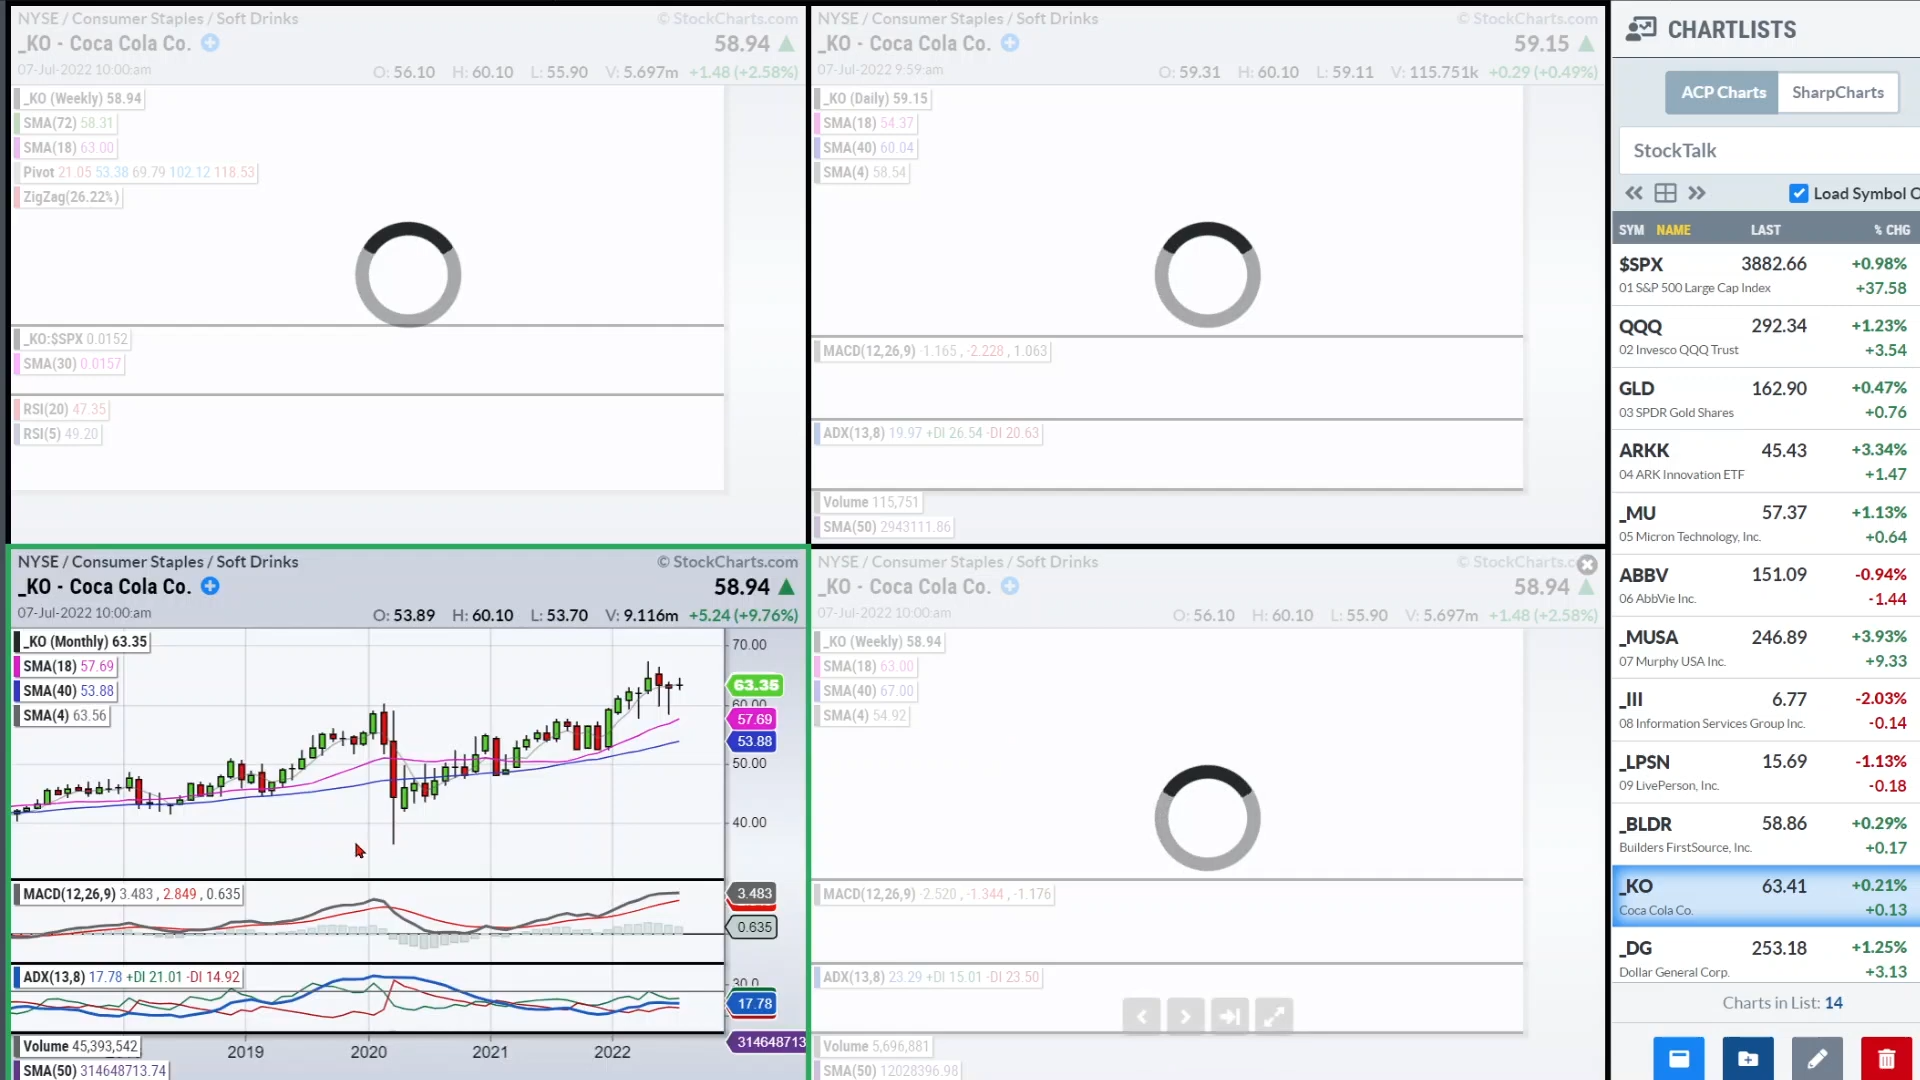 NYSE / Consumer Staples / Soft Drinks © StockCharts.com
_KO - Coca Cola Co. 58.94
07-Jul-2022 10:00:am O: 56.10 H: 60.10 L: 55.90 V: 5.697m +1.48 (+2.58%)
_KO (Weekly) 58.94
SMA(72) 58.31
SMA(18) 63.00
Pivot 21.05 53.38 69.79 102.12 118.53
ZigZag(26.22%)
_KO:$SPX 0.0152
SMA(30) 0.0157
RSI(20) 47.35
RSI(5) 49.20
NYSE / Consumer Staples / Soft Drinks © StockCharts.com
_KO - Coca Cola Co. 59.15
07-Jul-2022 9:59:am O: 59.31 H: 60.10 L: 59.11 V: 115.751k +0.29 (+0.49%)
_KO (Daily) 59.15
SMA(18) 54.37
SMA(40) 60.04
SMA(4) 58.54
MACD(12,26,9) -1.165 , -2.228 , 1.063
ADX(13,8) 19.97 +DI 26.54 -DI 20.63
Volume 115,751
SMA(50) 2943111.86
NYSE / Consumer Staples / Soft Drinks © StockCharts.com
_KO - Coca Cola Co. 58.94
07-Jul-2022 10:00:am O: 53.89 H: 60.10 L: 53.70 V: 9.116m +5.24 (+9.76%)
_KO (Monthly) 63.35
SMA(18) 57.69
SMA(40) 53.88
SMA(4) 63.56
70.00
63.35
60.00
57.69
53.88
50.00
40.00
MACD(12,26,9) 3.483 , 2.849 , 0.635
3.483
0.635
ADX(13,8) 17.78 +DI 21.01 -DI 14.92
30.0
17.78
Volume 45,393,542
2019 2020 2021 2022
314648713
SMA(50) 314648713.74
NYSE / Consumer Staples / Soft Drinks © StockCharts.c
_KO - Coca Cola Co. 58.94
07-Jul-2022 10:00:am O: 56.10 H: 60.10 L: 55.90 V: 5.697m +1.48 (+2.58%)
_KO (Weekly) 58.94
SMA(18) 63.00
SMA(40) 67.00
SMA(4) 54.92
MACD(12,26,9) -2.520 , -1.344 , -1.176
ADX(13,8) 23.29 +DI 15.01 -DI 23.50
Volume 5,696,881
SMA(50) 12028396.98
CHARTLISTS
ACP Charts SharpCharts
StockTalk
Load Symbol O
SYM NAME LAST % CHG
$SPX 3882.66 +0.98%
01 S&P 500 Large Cap Index +37.58
QQQ 292.34 +1.23%
02 Invesco QQQ Trust +3.54
GLD 162.90 +0.47%
03 SPDR Gold Shares +0.76
ARKK 45.43 +3.34%
04 ARK Innovation ETF +1.47
_MU 57.37 +1.13%
05 Micron Technology, Inc. +0.64
ABBV 151.09 -0.94%
06 AbbVie Inc. -1.44
_MUSA 246.89 +3.93%
07 Murphy USA Inc. +9.33
_III 6.77 -2.03%
08 Information Services Group Inc. -0.14
_LPSN 15.69 -1.13%
09 LivePerson, Inc. -0.18
_BLDR 58.86 +0.29%
Builders FirstSource, Inc. +0.17
_KO 63.41 +0.21%
Coca Cola Co. +0.13
_DG 253.18 +1.25%
Dollar General Corp. +3.13
Charts in List: 14